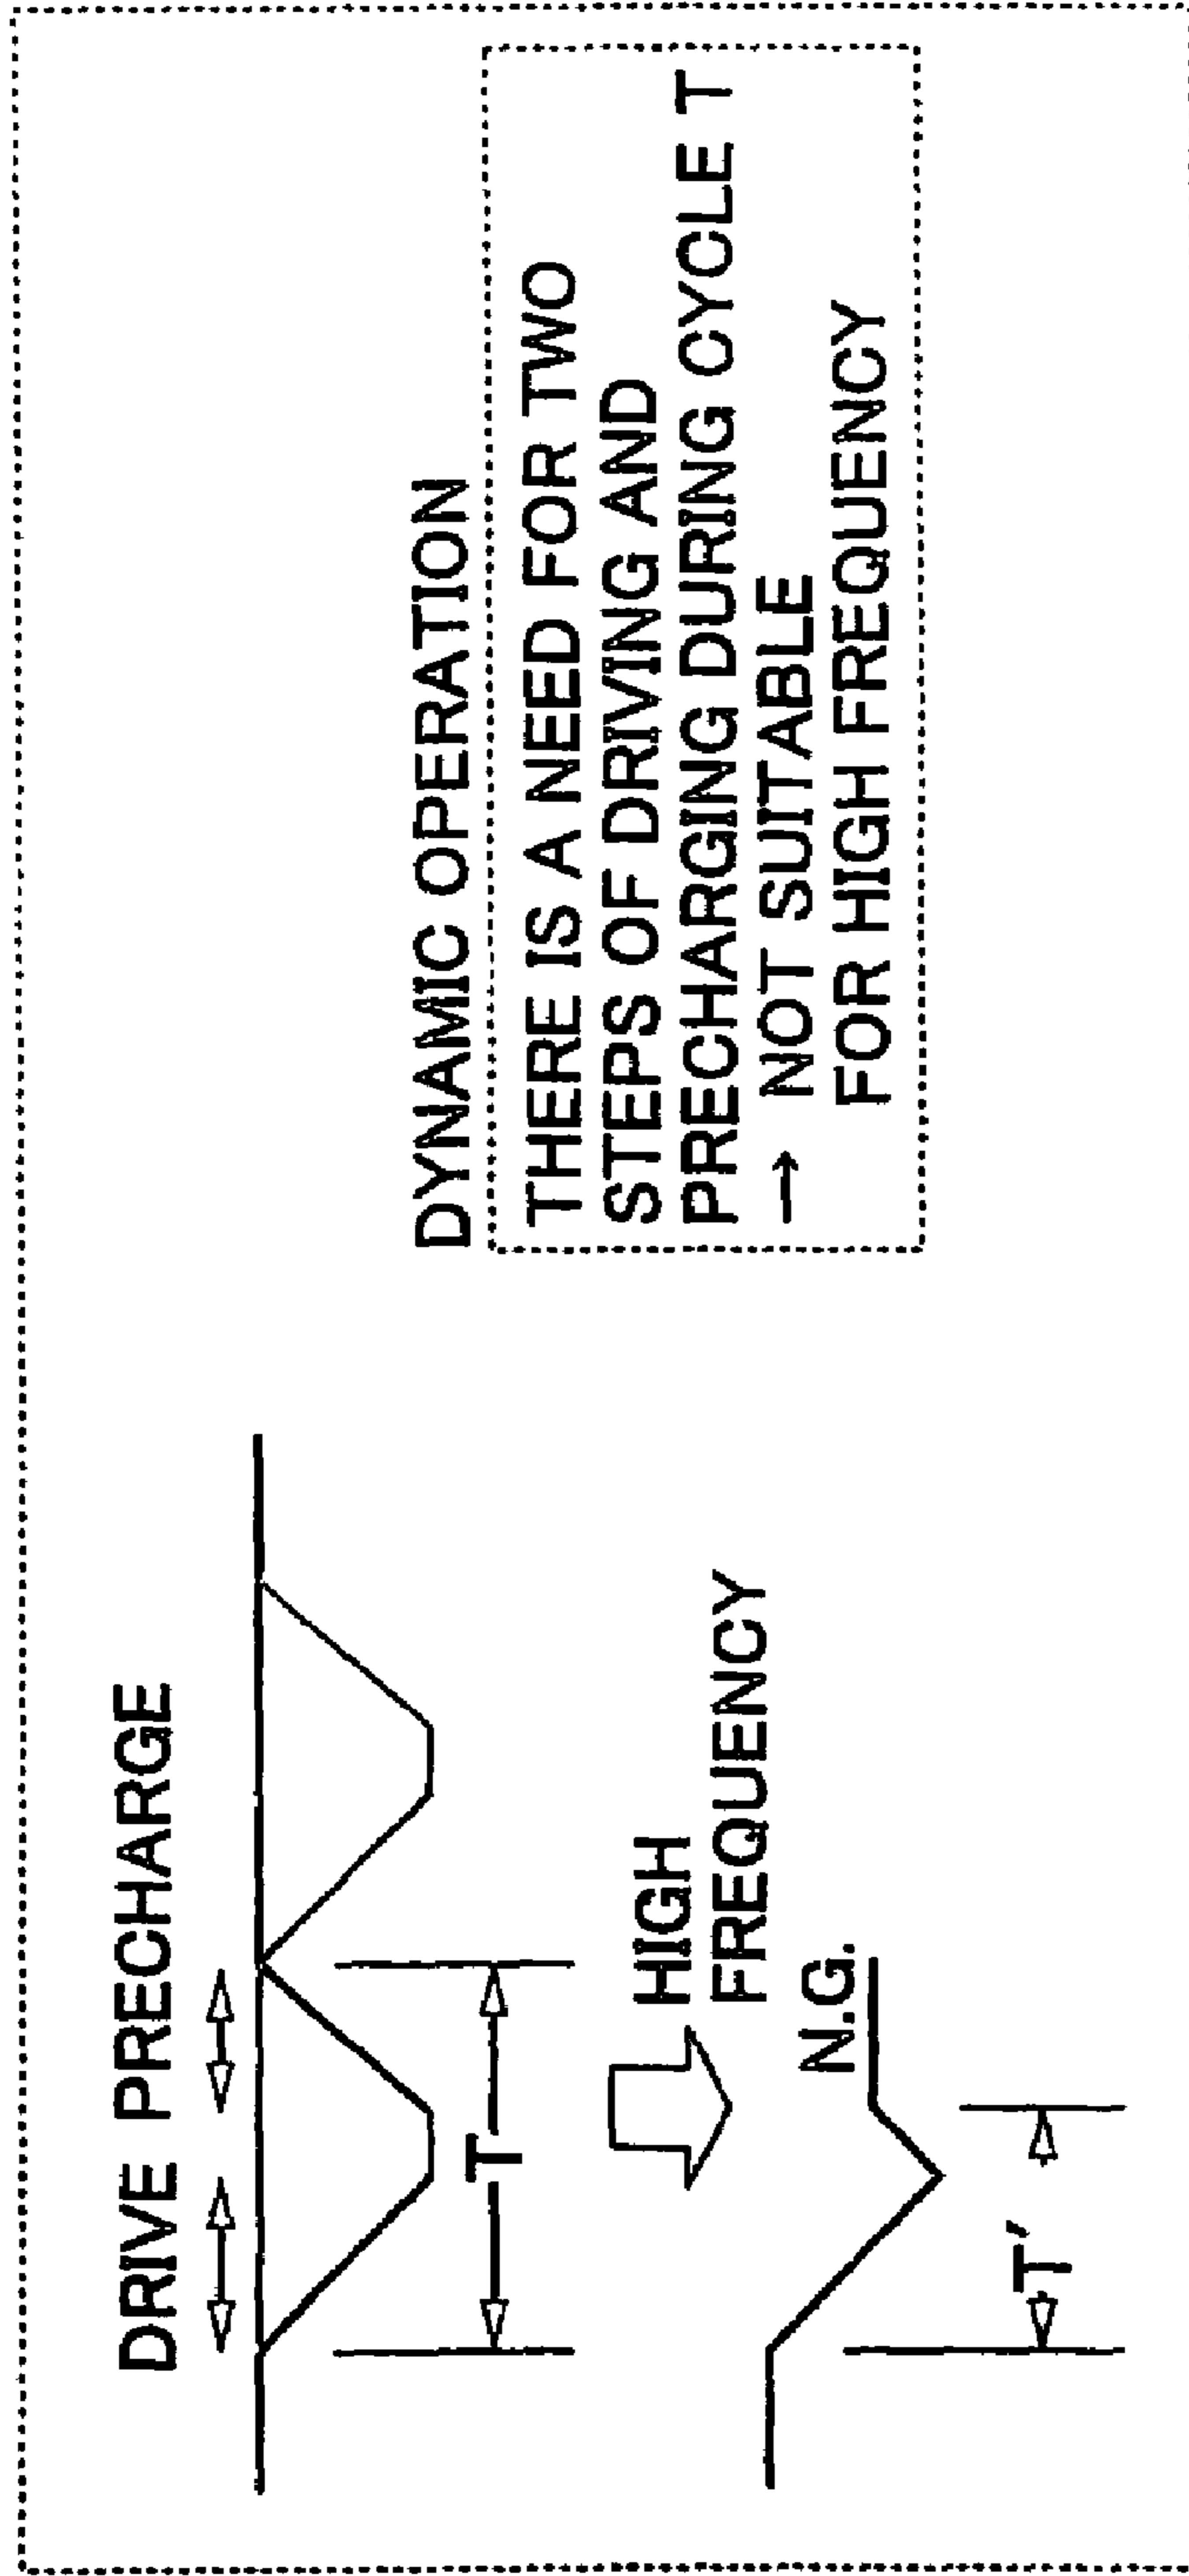 DRIVE PRECHARGE
T
HIGH
FREQUENCY
N.G.
T′
DYNAMIC OPERATION
THERE IS A NEED FOR TWO
STEPS OF DRIVING AND
PRECHARGING DURING CYCLE T
→ NOT SUITABLE
FOR HIGH FREQUENCY